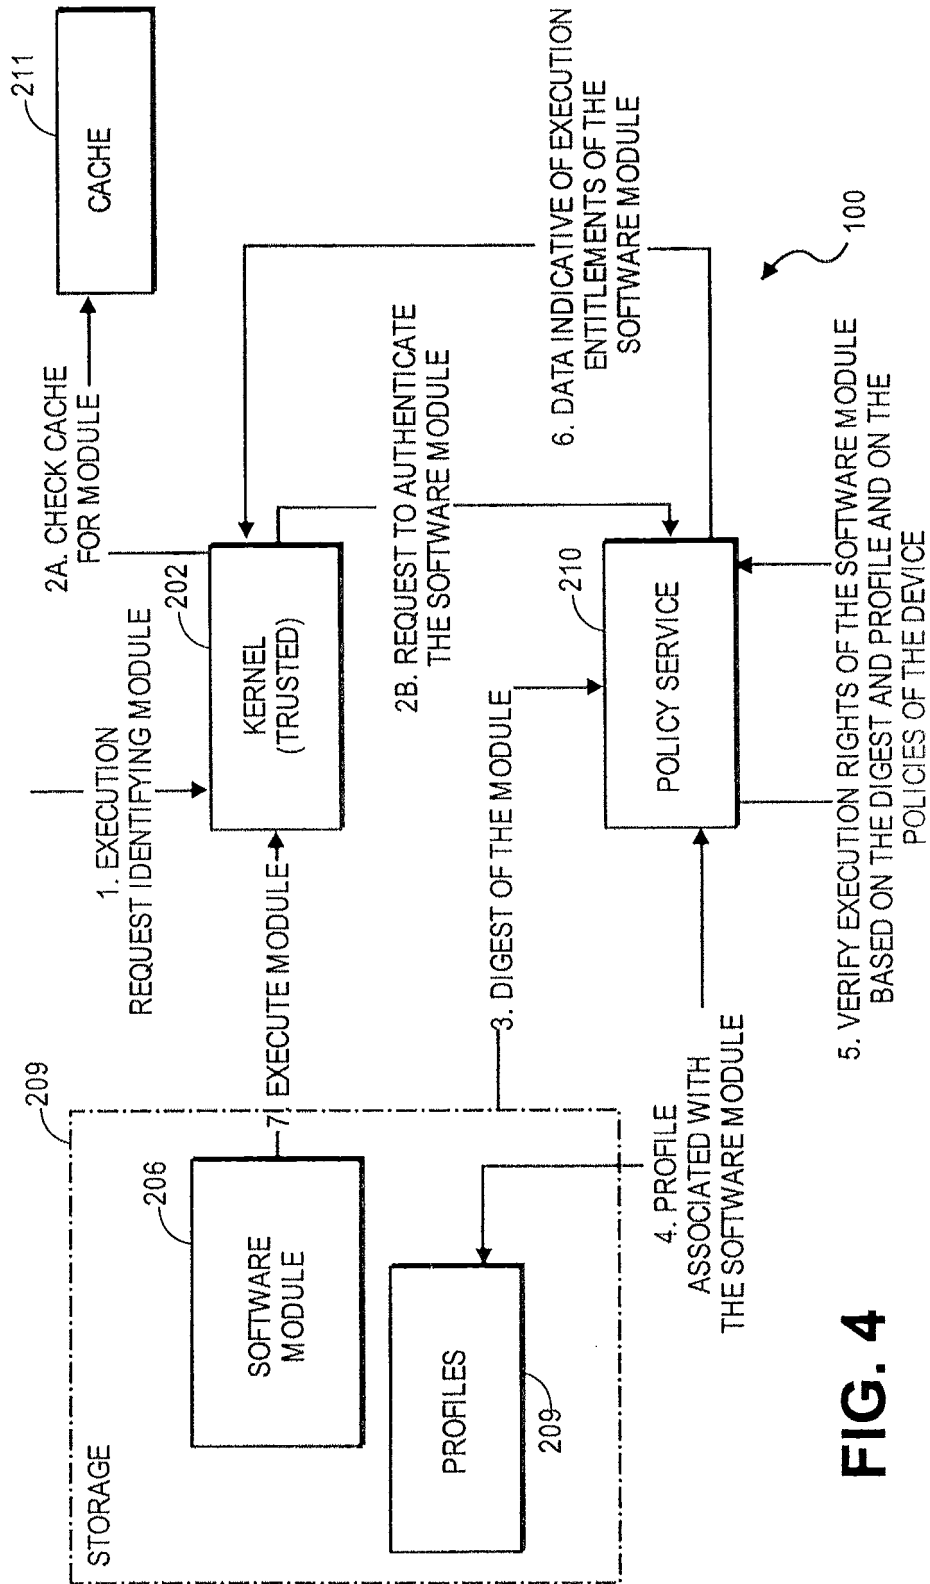 STORAGE
209
206
SOFTWARE
MODULE
PROFILES
209
1. EXECUTION
REQUEST IDENTIFYING MODULE
2A. CHECK CACHE
FOR MODULE
211
CACHE
202
KERNEL
(TRUSTED)
7 EXECUTE MODULE
2B. REQUEST TO AUTHENTICATE
THE SOFTWARE MODULE
3. DIGEST OF THE MODULE
210
POLICY SERVICE
6. DATA INDICATIVE OF EXECUTION
ENTITLEMENTS OF THE
SOFTWARE MODULE
4. PROFILE
ASSOCIATED WITH
THE SOFTWARE MODULE
5. VERIFY EXECUTION RIGHTS OF THE SOFTWARE MODULE
BASED ON THE DIGEST AND PROFILE AND ON THE
POLICIES OF THE DEVICE
100
FIG. 4